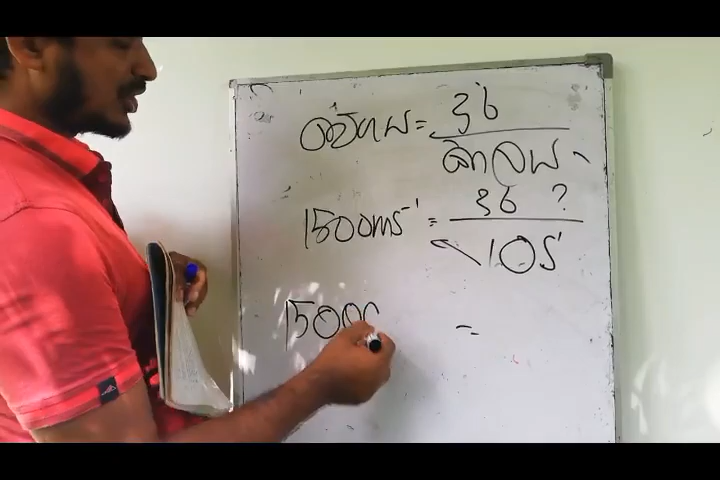 වේගය = දුර
කාලය
1500ms⁻¹ = දුර ?
10s
1500 =